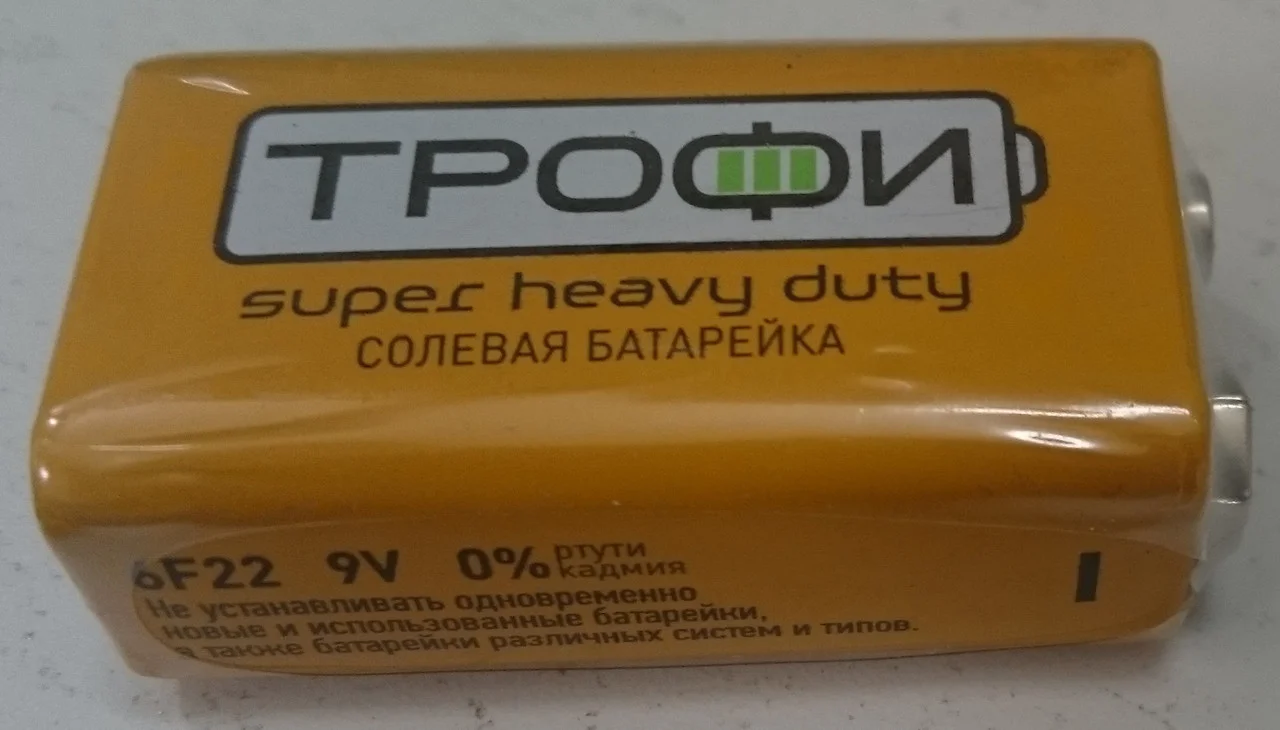 ТРОФИ
super heavy duty
СОЛЕВАЯ БАТАРЕЙКА
6F22 9V 0% ртути
кадмия
Не устанавливать одновременно
новые и использованные батарейки,
а также батарейки различных систем и типов.